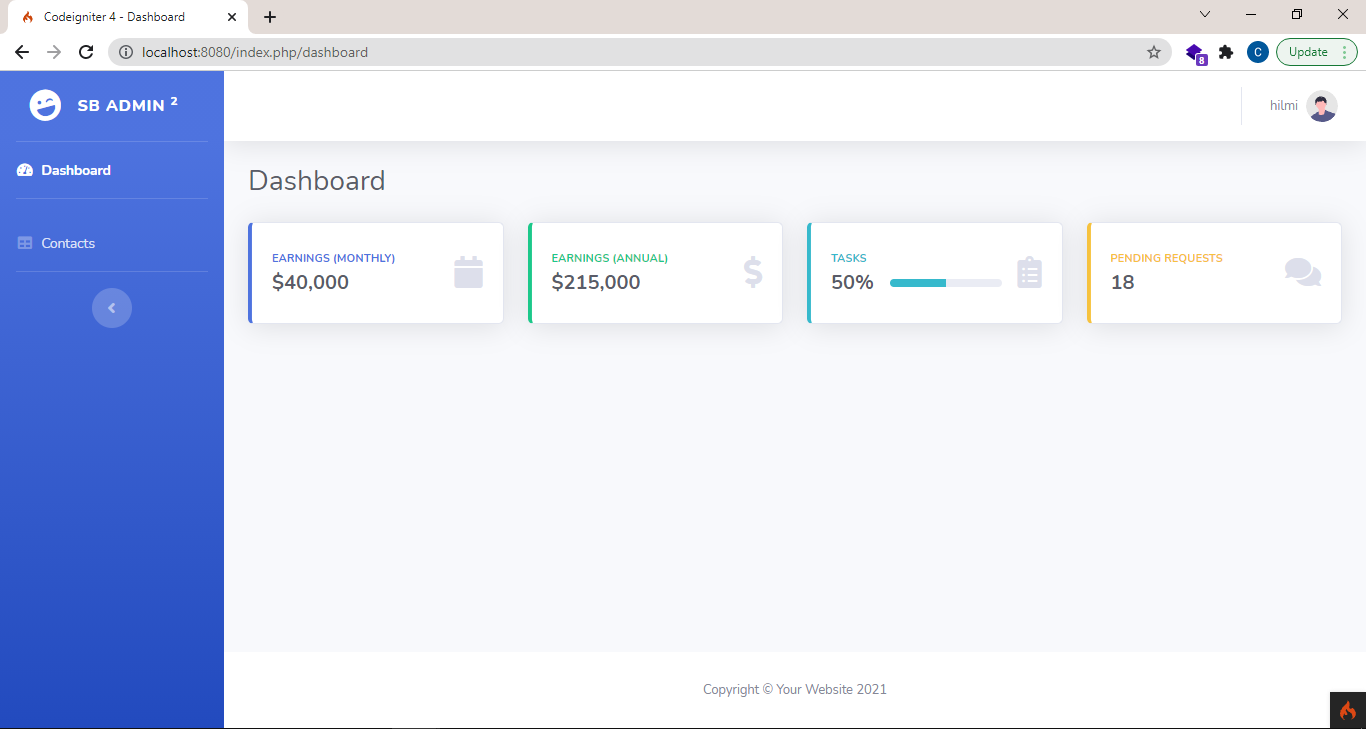 Codeigniter 4 - Dashboard
localhost:8080/index.php/dashboard
8
C
Update
SB ADMIN 2
hilmi
Dashboard
Contacts
Dashboard
EARNINGS (MONTHLY)
$40,000
EARNINGS (ANNUAL)
$215,000
TASKS
50%
PENDING REQUESTS
18
Copyright © Your Website 2021